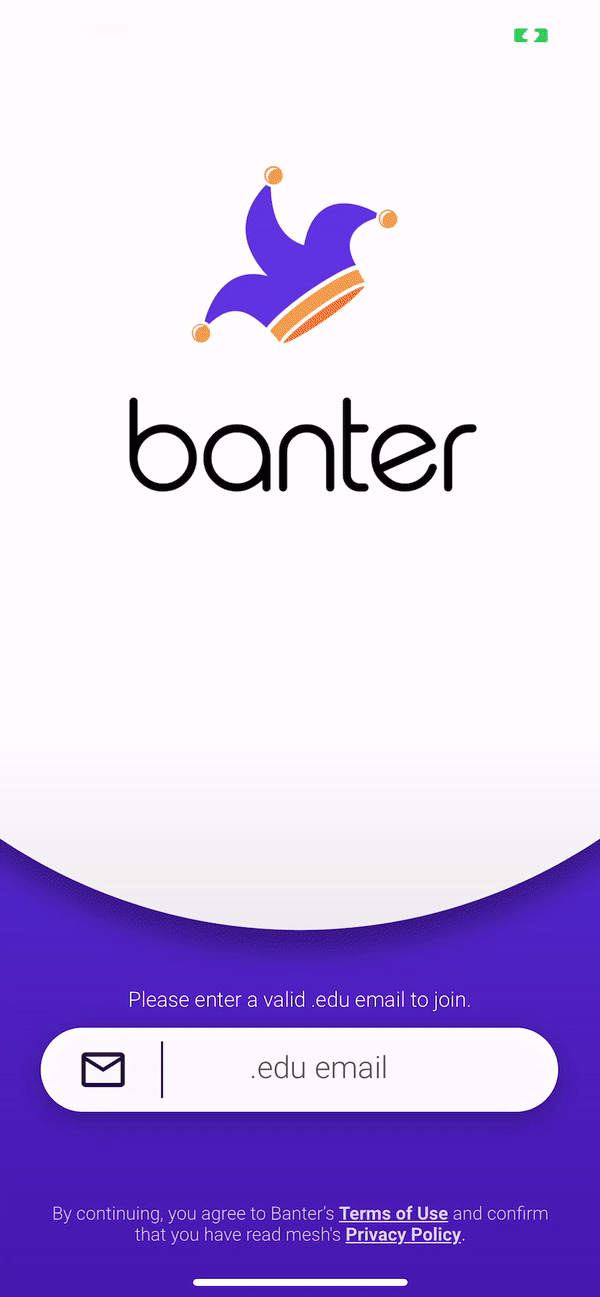 banter
Please enter a valid .edu email to join.
.edu email
By continuing, you agree to Banter’s Terms of Use and confirm
that you have read mesh's Privacy Policy.